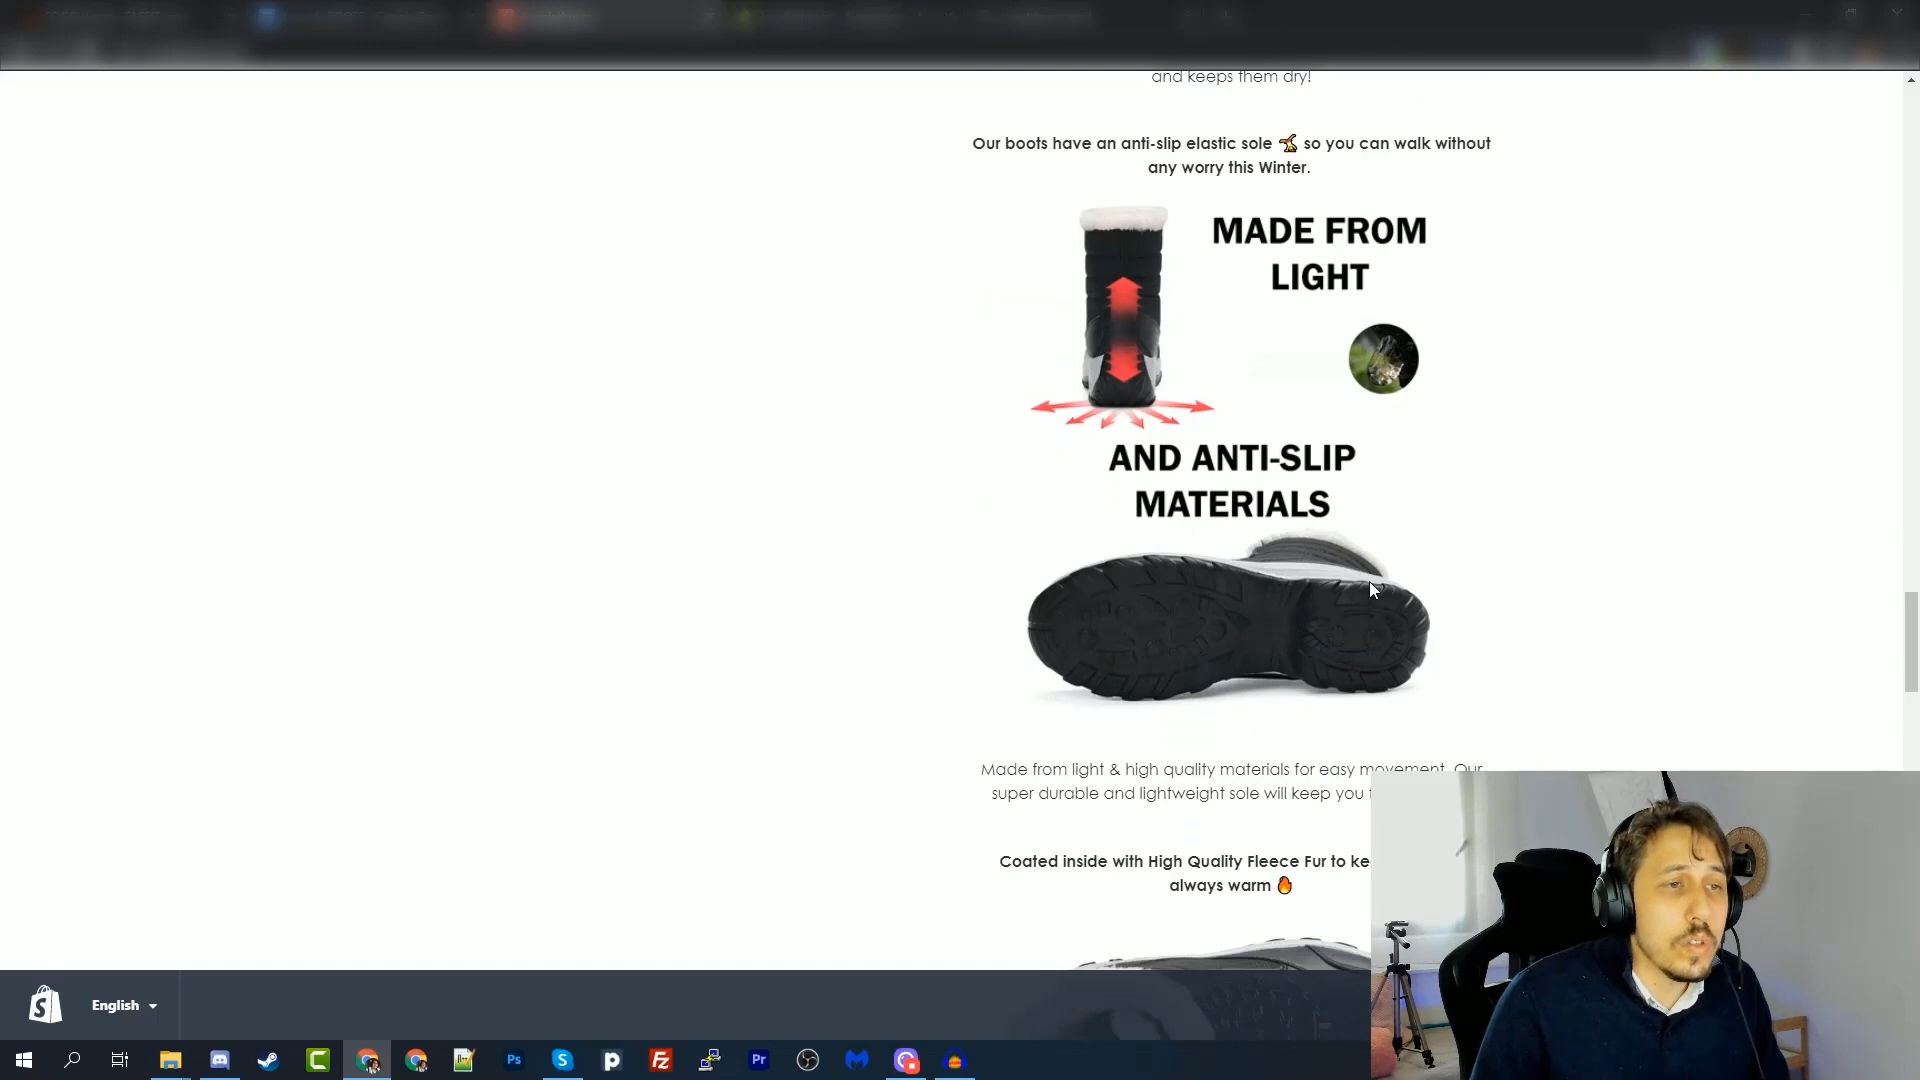 and keeps them dry!
Our boots have an anti-slip elastic sole so you can walk without
any worry this Winter.
MADE FROM
LIGHT
AND ANTI-SLIP
MATERIALS
Made from light & high quality materials for easy movement. Our
super durable and lightweight sole will keep you
Coated inside with High Quality Fleece Fur to ke
always warm
English